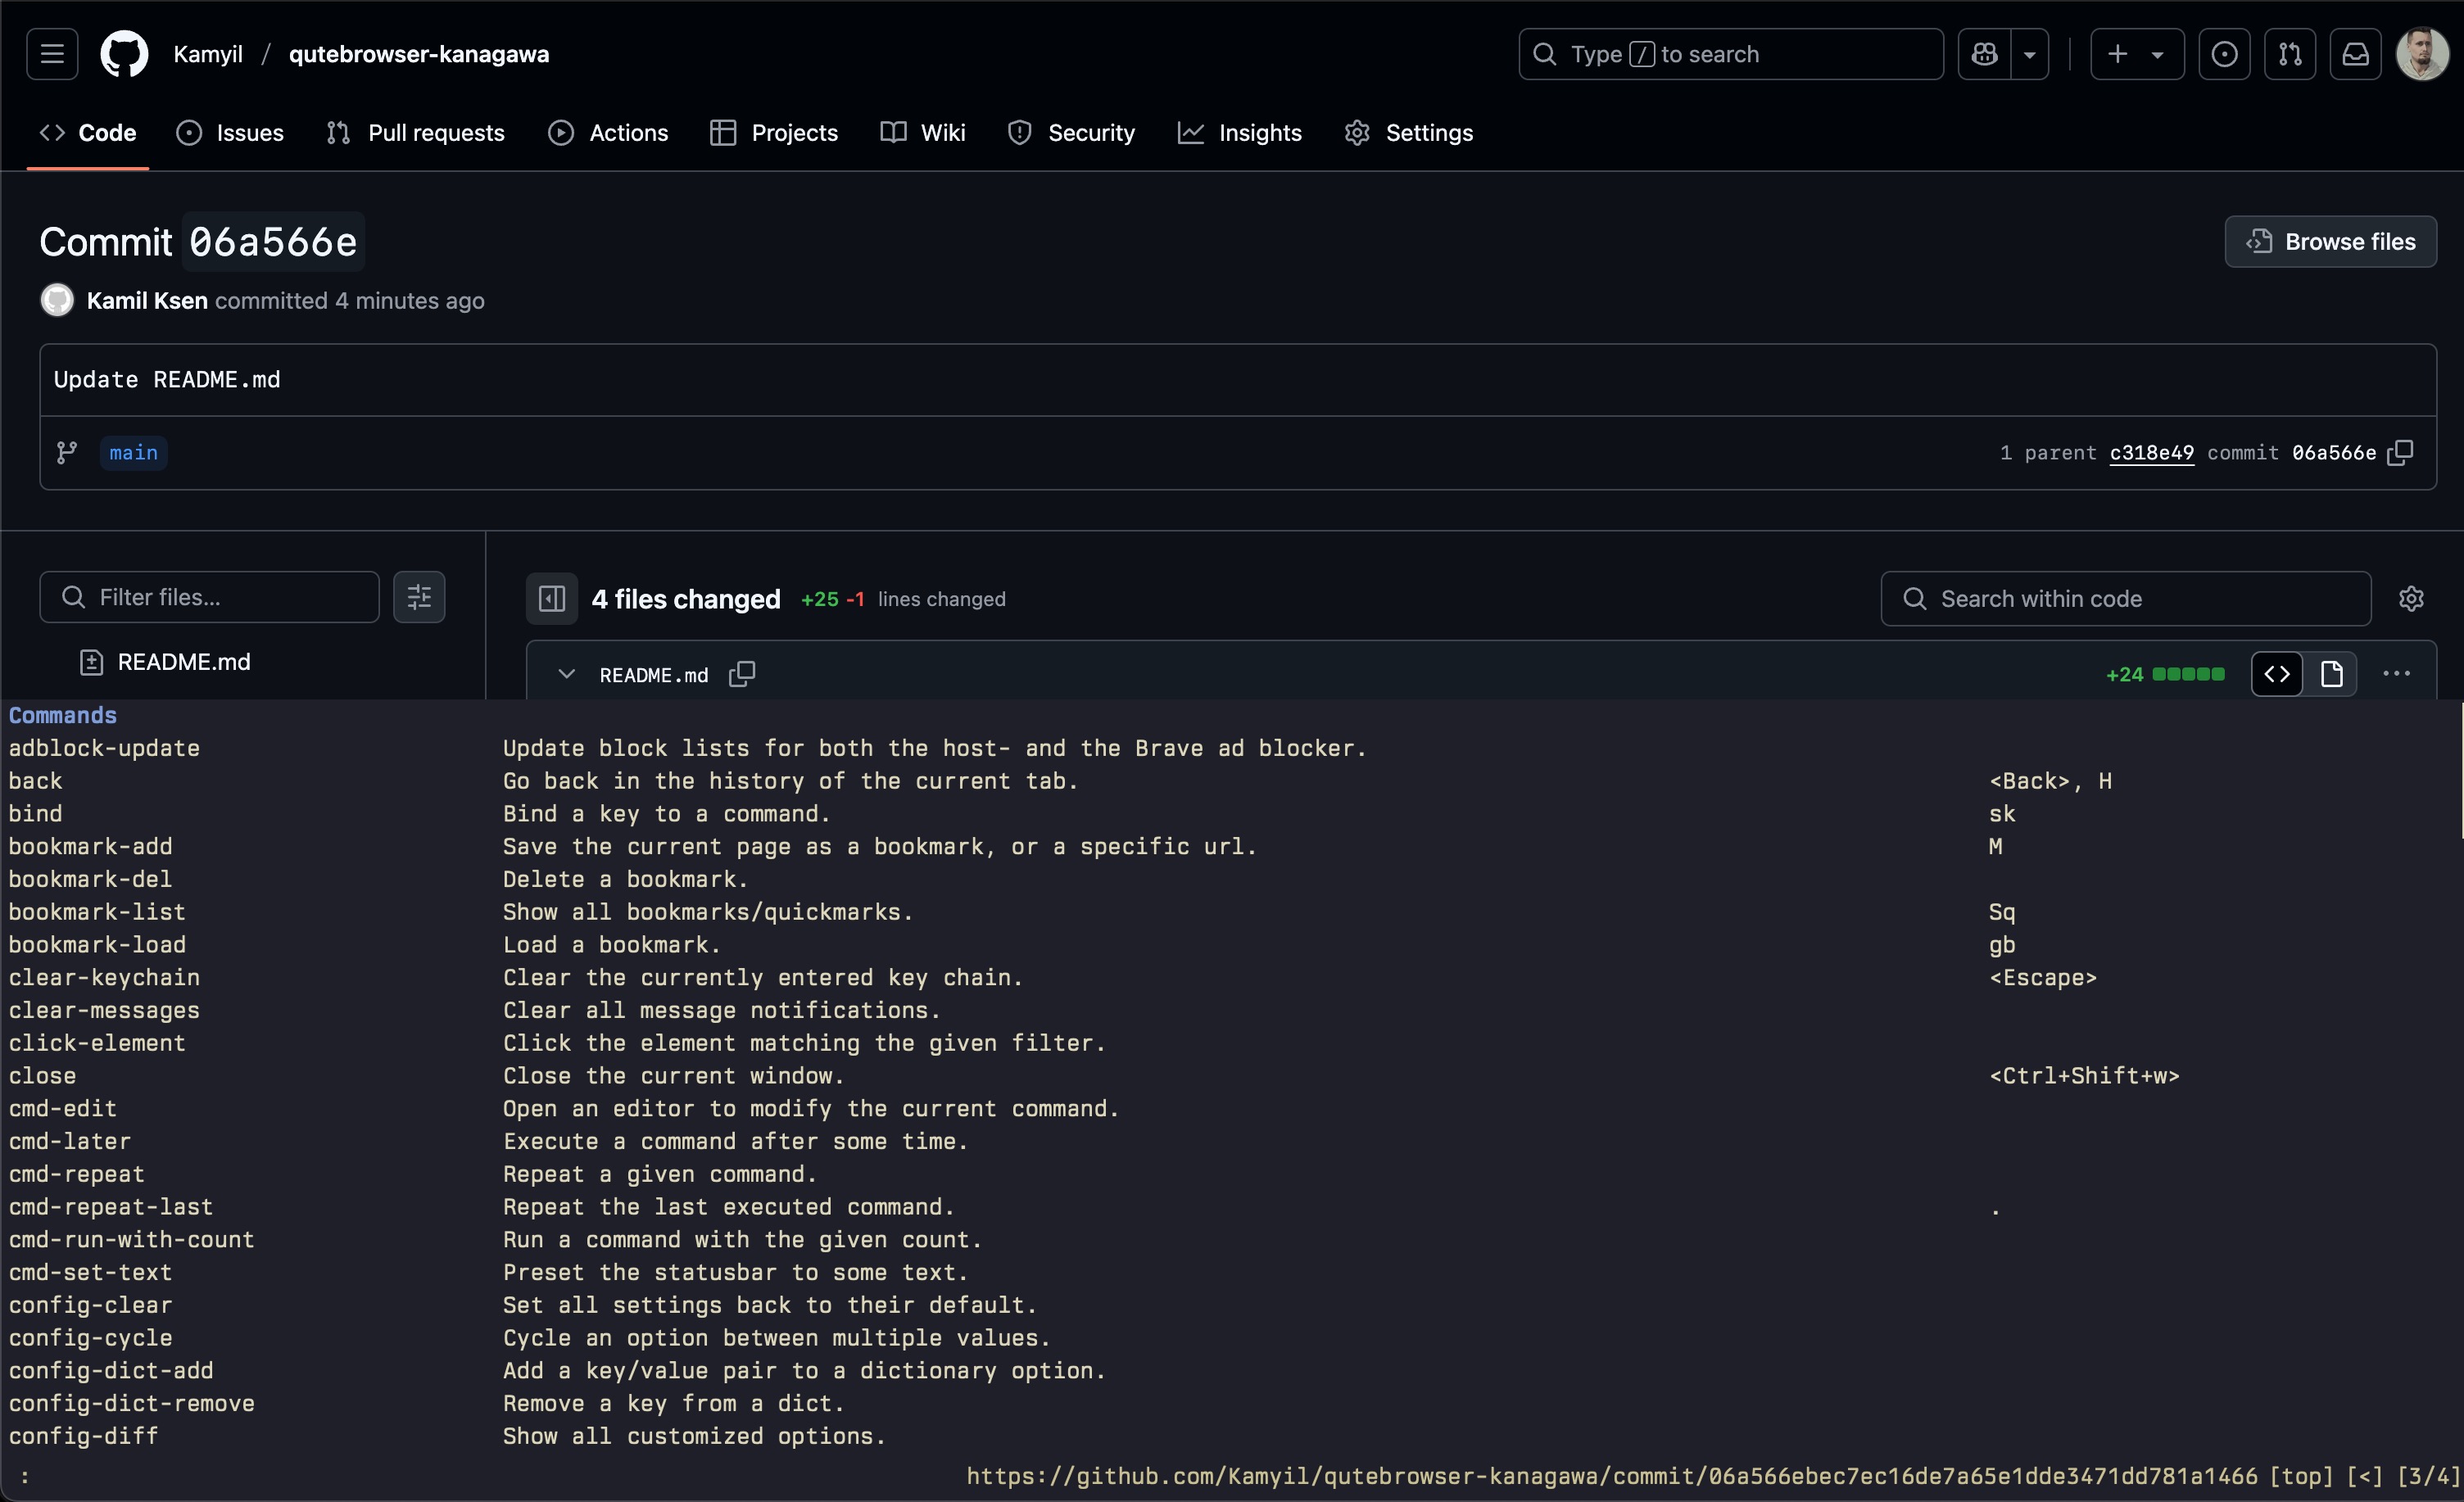 Kamyil / qutebrowser-kanagawa
Type / to search
Code Issues Pull requests Actions Projects Wiki Security Insights Settings
Commit 06a566e
Browse files
Kamil Ksen committed 4 minutes ago
Update README.md
main
1 parent c318e49 commit 06a566e
Filter files...
4 files changed +25 -1 lines changed
Search within code
README.md
README.md
+24
Commands
adblock-update Update block lists for both the host- and the Brave ad blocker.
back Go back in the history of the current tab. <Back>, H
bind Bind a key to a command. sk
bookmark-add Save the current page as a bookmark, or a specific url. M
bookmark-del Delete a bookmark.
bookmark-list Show all bookmarks/quickmarks. Sq
bookmark-load Load a bookmark. gb
clear-keychain Clear the currently entered key chain. <Escape>
clear-messages Clear all message notifications.
click-element Click the element matching the given filter.
close Close the current window. <Ctrl+Shift+w>
cmd-edit Open an editor to modify the current command.
cmd-later Execute a command after some time.
cmd-repeat Repeat a given command.
cmd-repeat-last Repeat the last executed command. .
cmd-run-with-count Run a command with the given count.
cmd-set-text Preset the statusbar to some text.
config-clear Set all settings back to their default.
config-cycle Cycle an option between multiple values.
config-dict-add Add a key/value pair to a dictionary option.
config-dict-remove Remove a key from a dict.
config-diff Show all customized options.
: https://github.com/Kamyil/qutebrowser-kanagawa/commit/06a566ebec7ec16de7a65e1dde3471dd781a1466 [top] [<] [3/4]